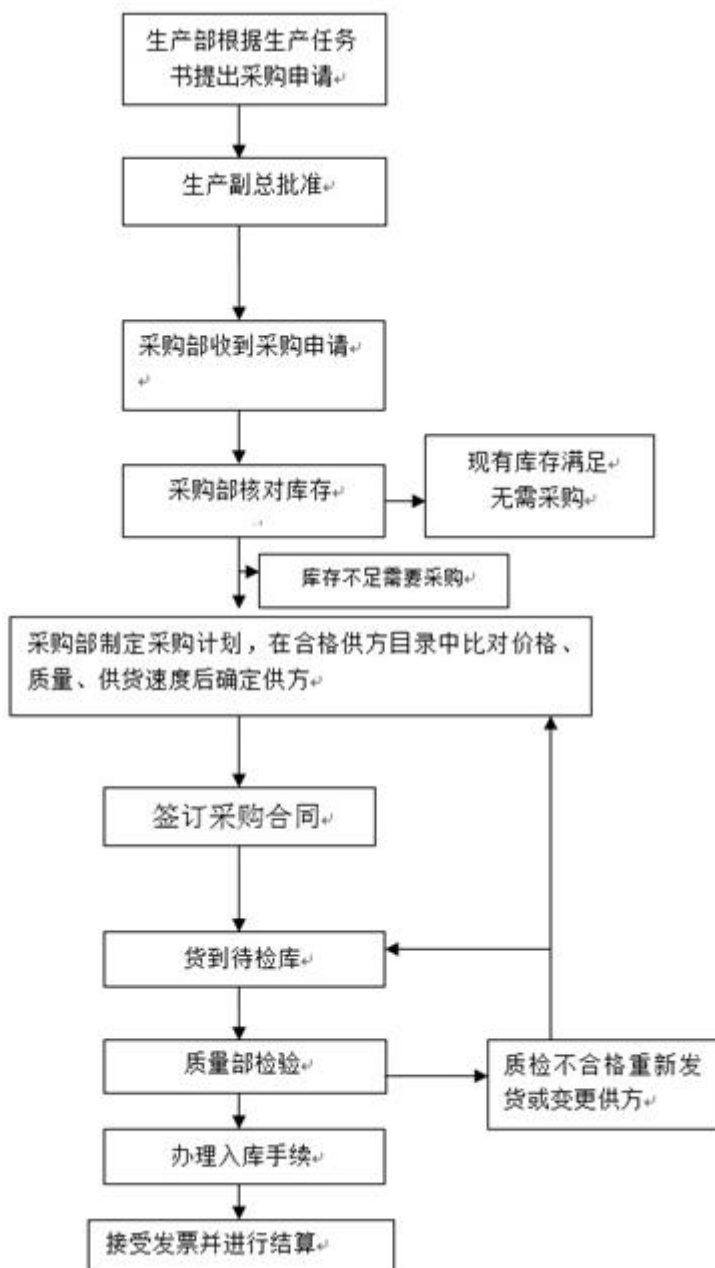 生产部根据生产任务
书提出采购申请
生产副总批准
采购部收到采购申请
采购部核对库存
现有库存满足
无需采购
库存不足需要采购
采购部制定采购计划，在合格供方目录中比对价格、
质量、供货速度后确定供方
签订采购合同
货到待检库
质量部检验
质检不合格重新发
货或变更供方
办理入库手续
接受发票并进行结算